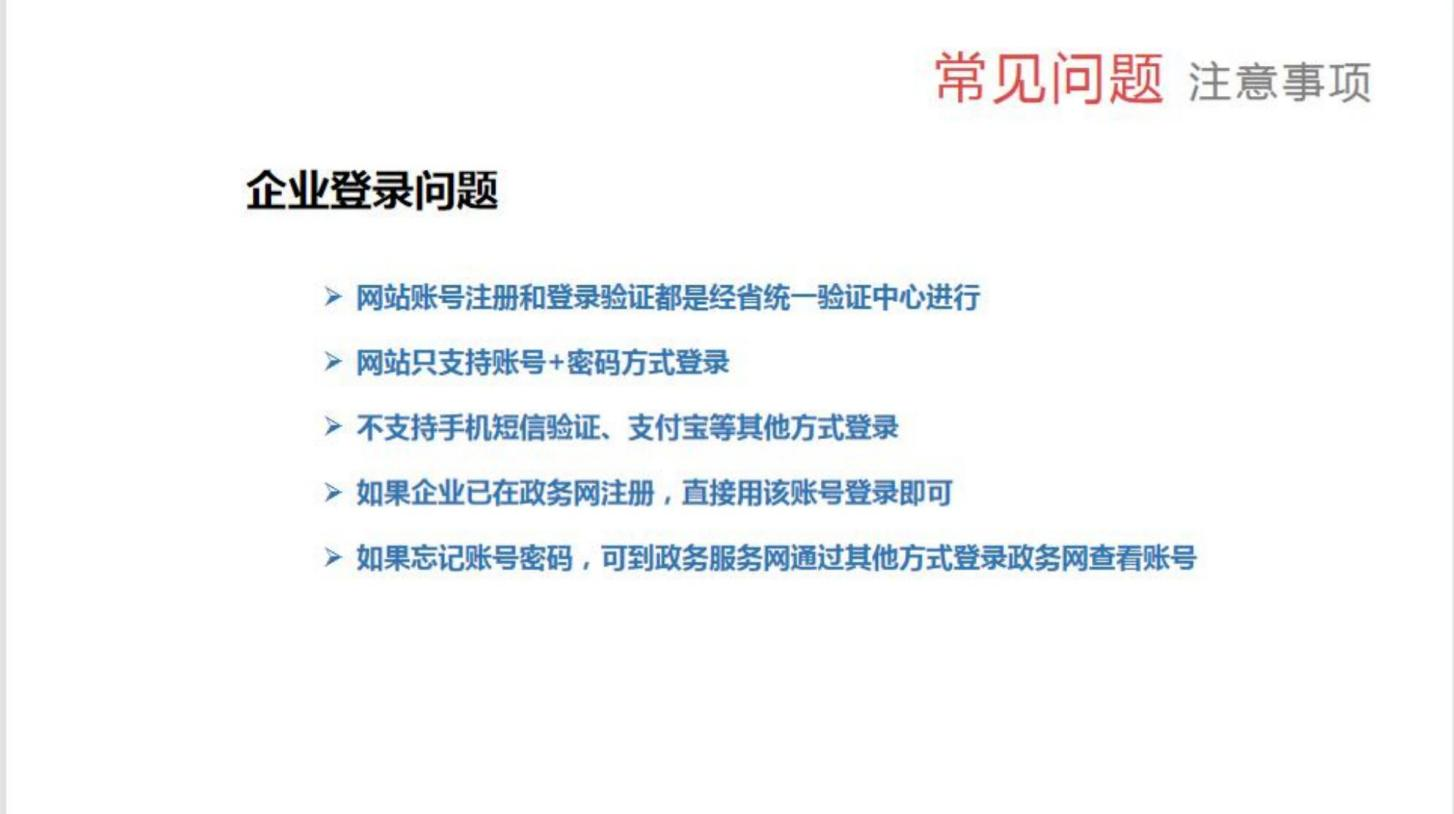 常见问题 注意事项
企业登录问题
➢ 网站账号注册和登录验证都是经省统一验证中心进行
➢ 网站只支持账号+密码方式登录
➢ 不支持手机短信验证、支付宝等其他方式登录
➢ 如果企业已在政务网注册，直接用该账号登录即可
➢ 如果忘记账号密码，可到政务服务网通过其他方式登录政务网查看账号